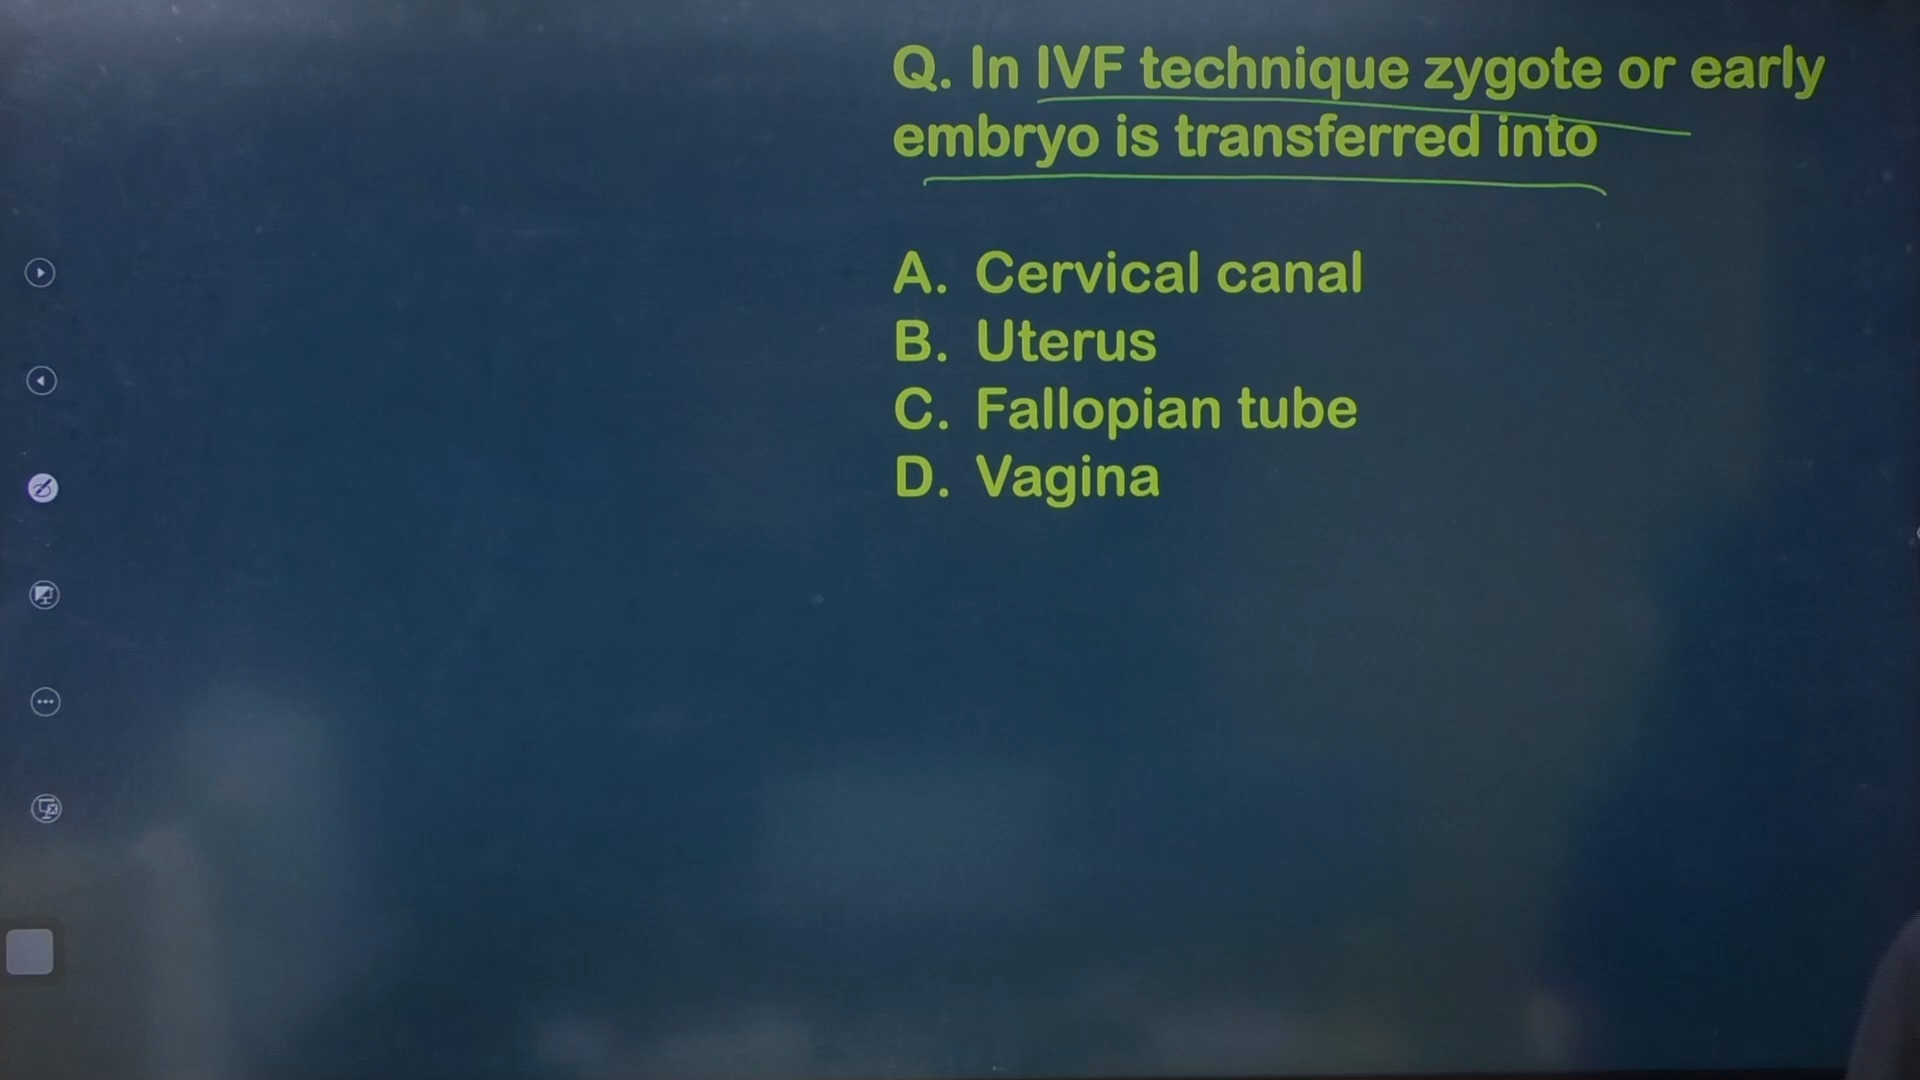 Q. In IVF technique zygote or early
embryo is transferred into
A. Cervical canal
B. Uterus
C. Fallopian tube
D. Vagina